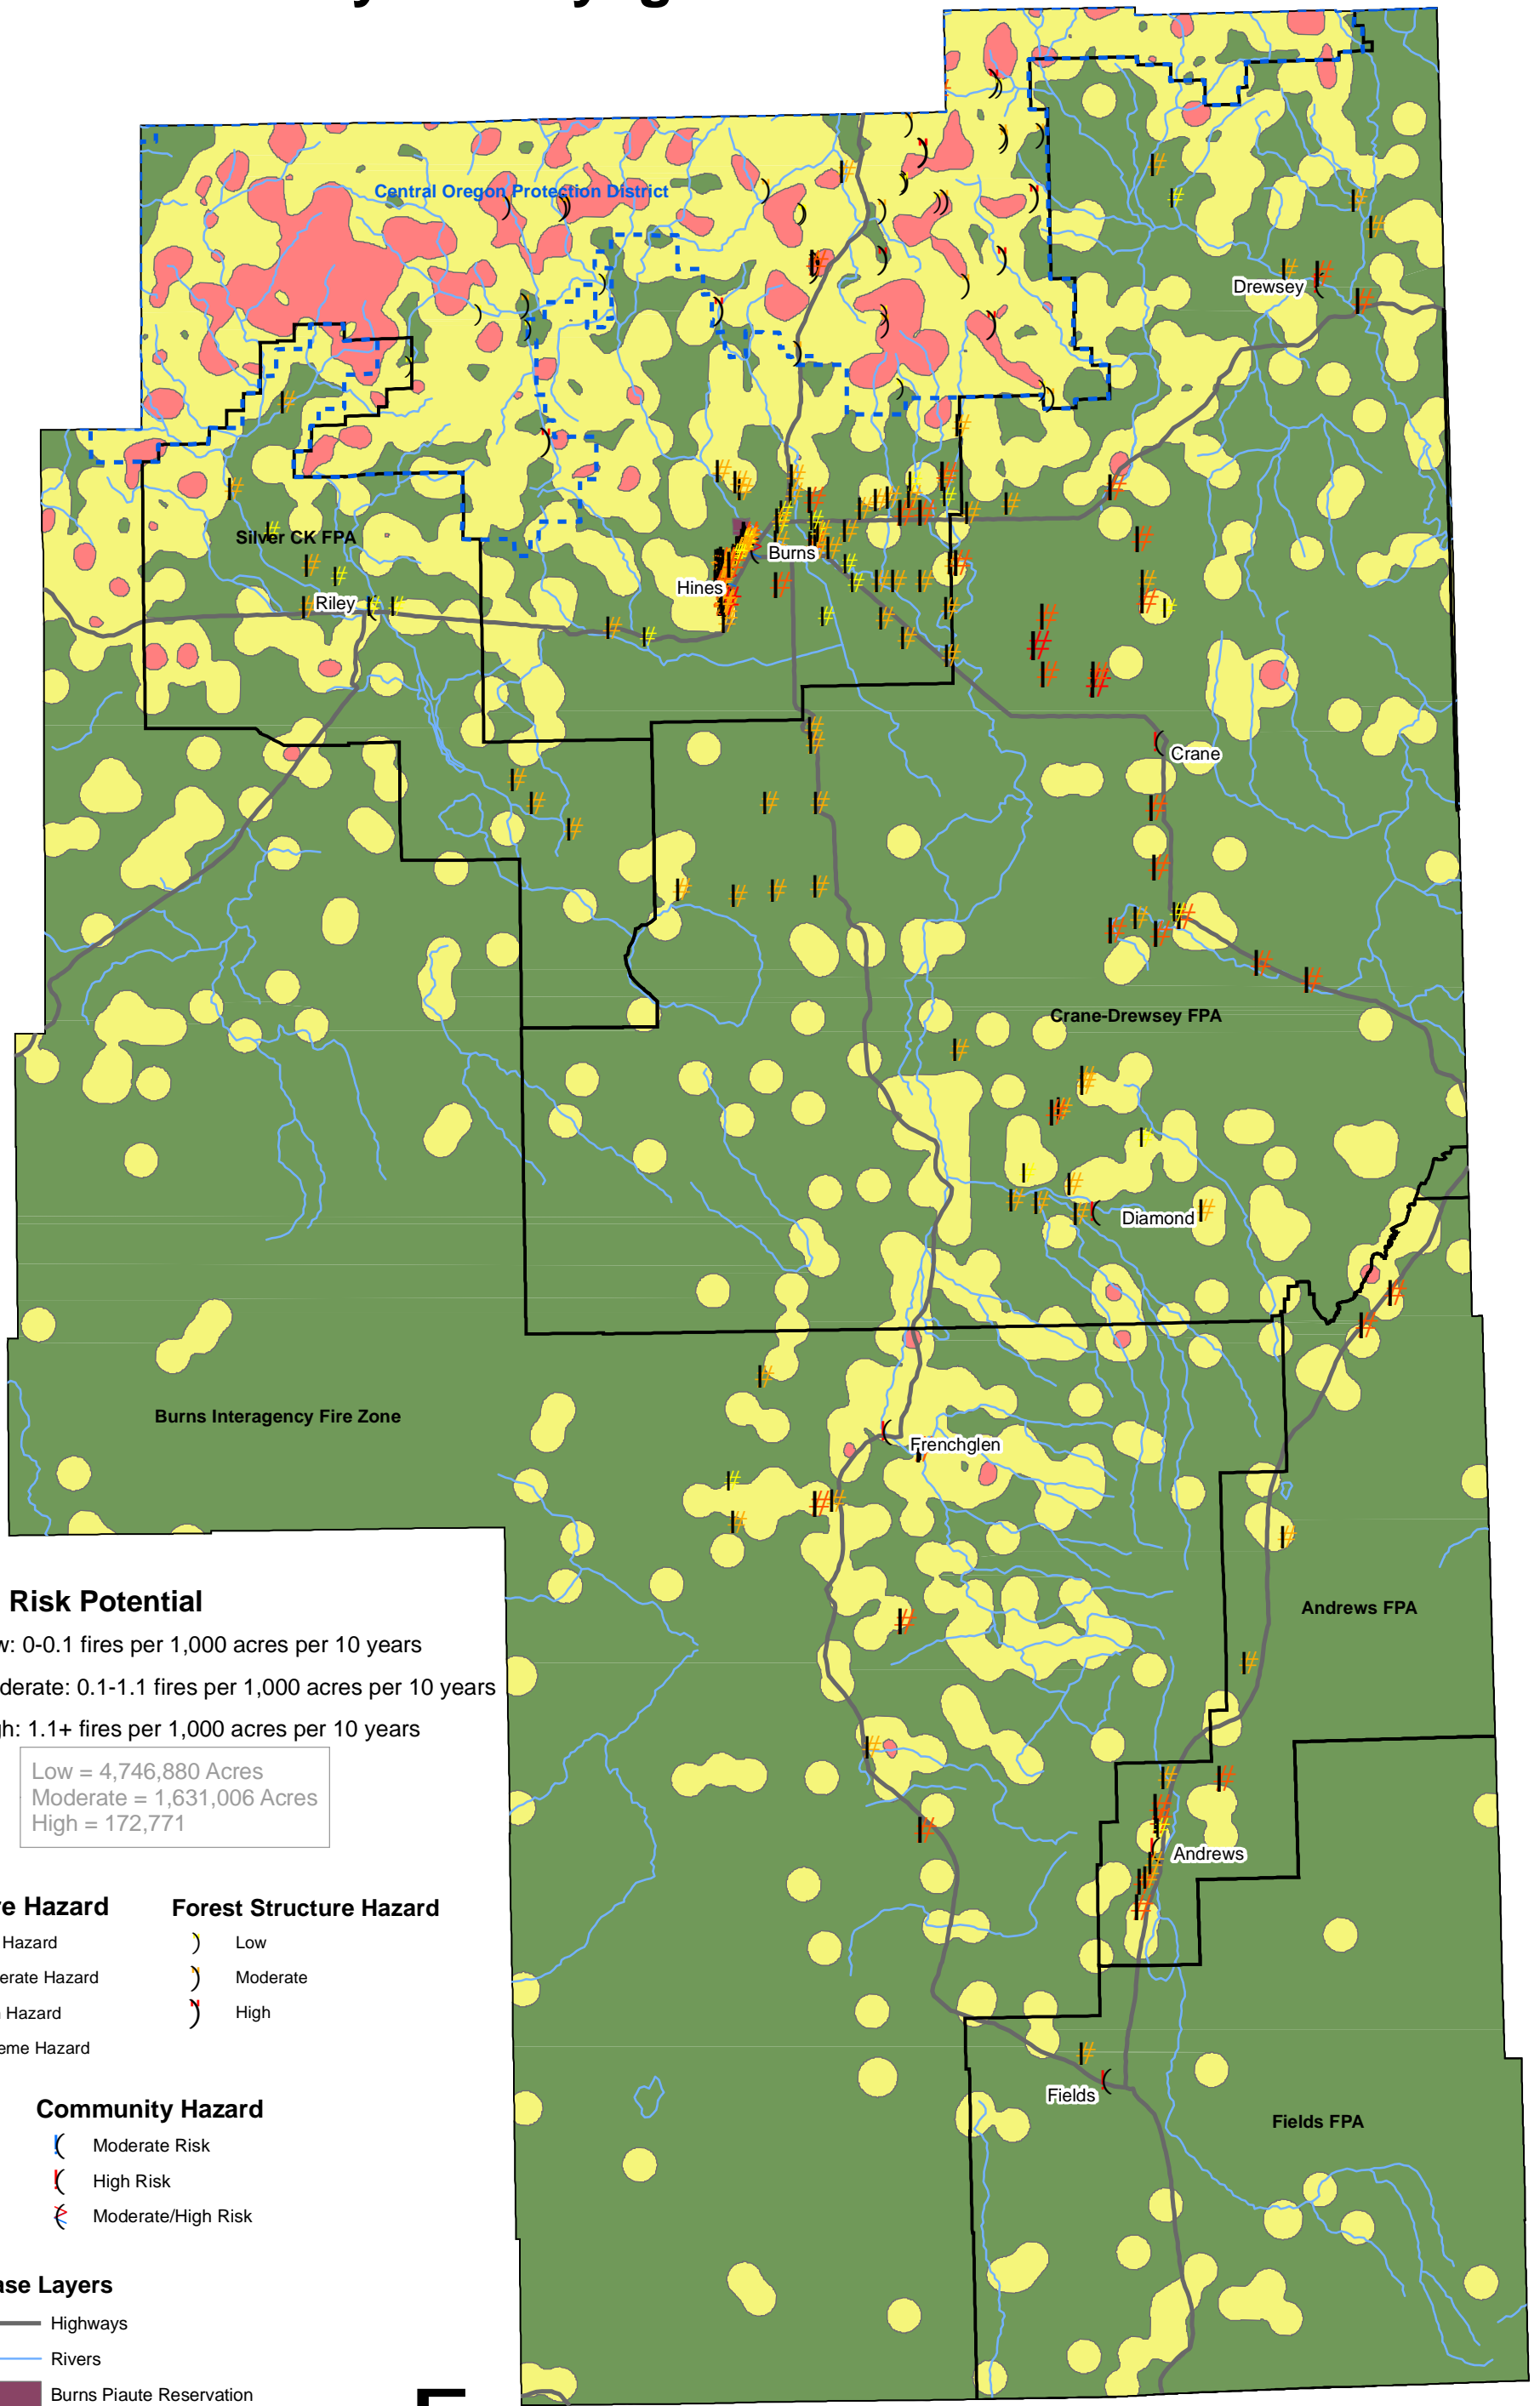 Central Oregon Protection District
Drewsey
Silver CK FPA
Burns
Hines
Riley
Crane
Crane-Drewsey FPA
Diamond
Burns Interagency Fire Zone
Frenchglen
Risk Potential
w: 0-0.1 fires per 1,000 acres per 10 years
derate: 0.1-1.1 fires per 1,000 acres per 10 years
gh: 1.1+ fires per 1,000 acres per 10 years
Low = 4,746,880 Acres
Moderate = 1,631,006 Acres
High = 172,771
Andrews FPA
Andrews
e Hazard
Hazard
erate Hazard
Hazard
eme Hazard
Forest Structure Hazard
Low
Moderate
High
Fields
Fields FPA
Community Hazard
Moderate Risk
High Risk
Moderate/High Risk
ase Layers
Highways
Rivers
Burns Piaute Reservation